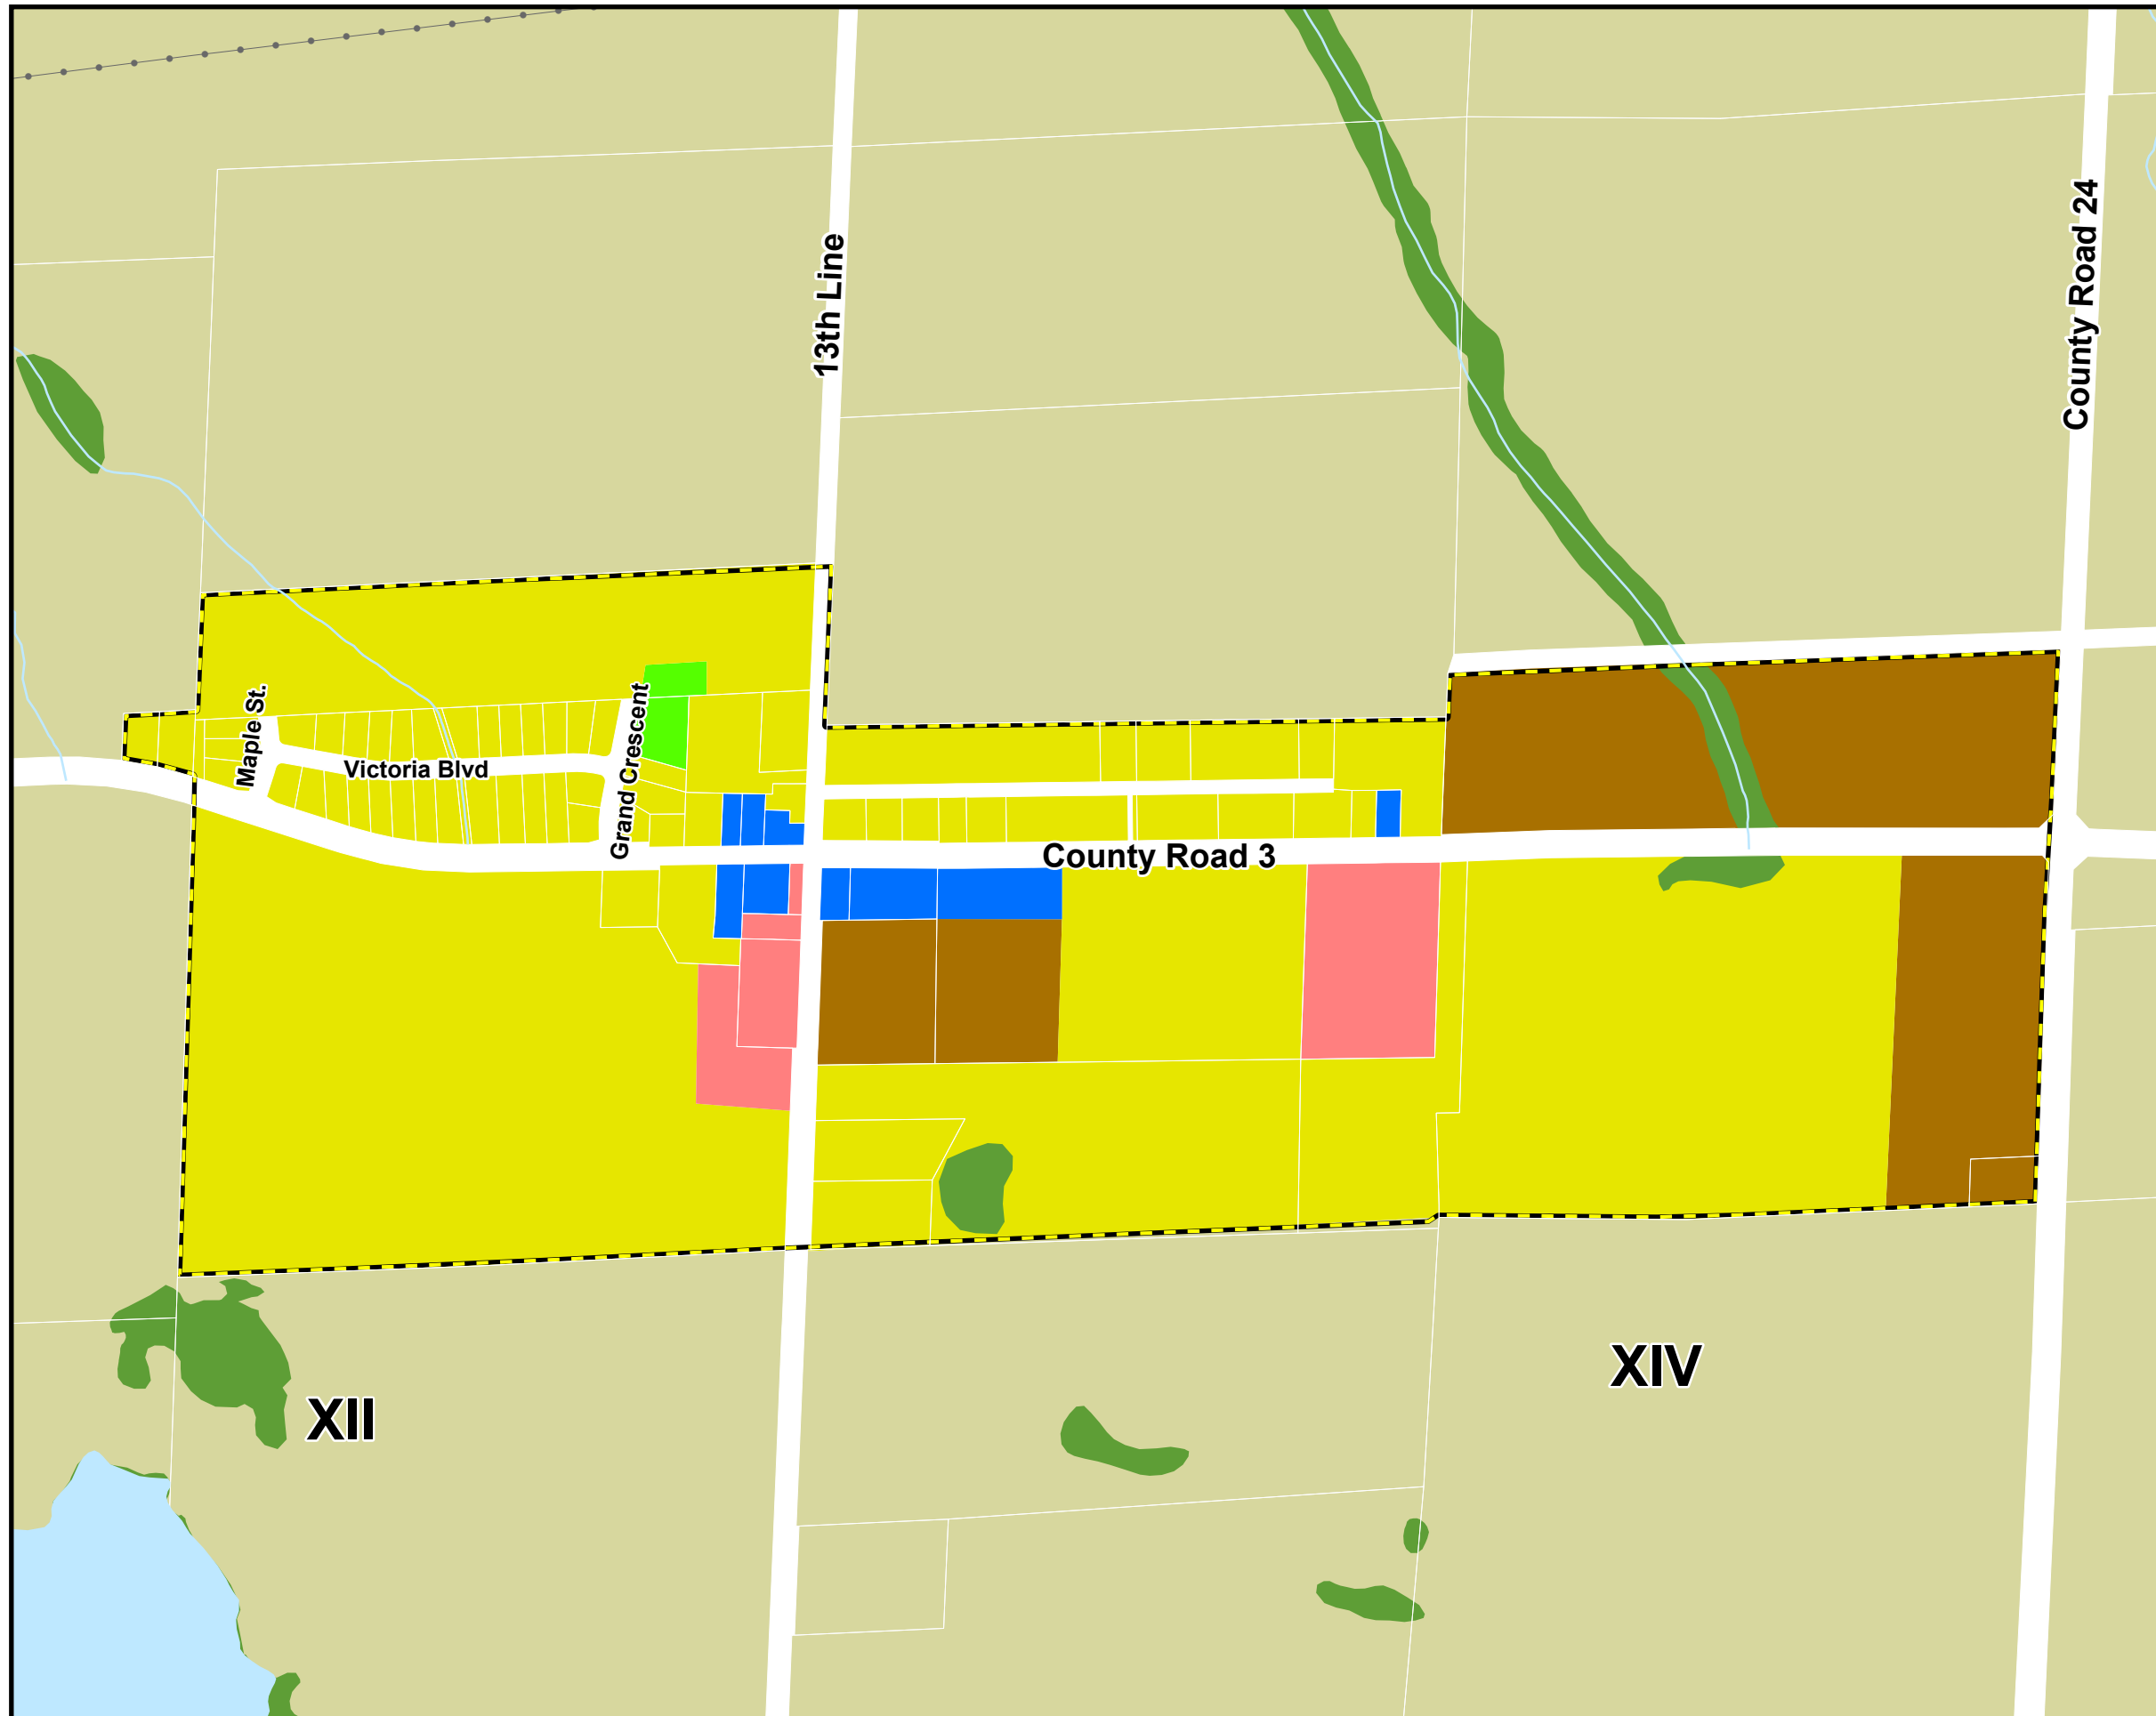 13th Line
County Road 24
Maple St.
Victoria Blvd
Grand Crescent
County Road 3
XIV
XII